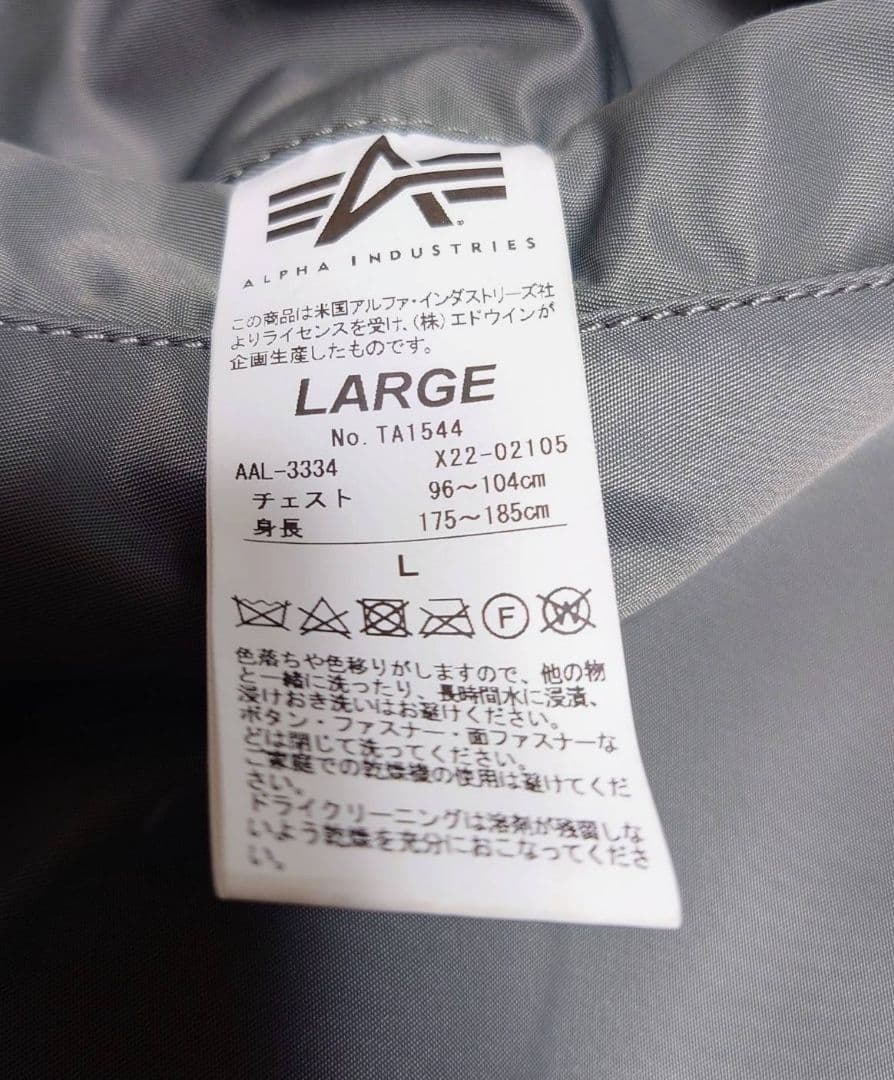 ALPHA INDUSTRIES
この商品は米国アルファ・インダストリーズ社
よりライセンスを受け、(株)エドウインが
企画生産したものです。
LARGE
No. TA1544
AAL-3334 X22-02105
チェスト 96～104cm
身長 175～185cm
L
F W
色落ちや色移りがしますので、他の物
と一緒に洗ったり、長時間水に浸漬、
浸けおき洗いはお避けください。
ボタン・ファスナー・面ファスナーな
どは閉じて洗ってください。
ご家庭での乾燥機の使用は避けてくだ
さい。
ドライクリーニングは溶剤が残留しな
いよう乾燥を充分におこなってくださ
い。